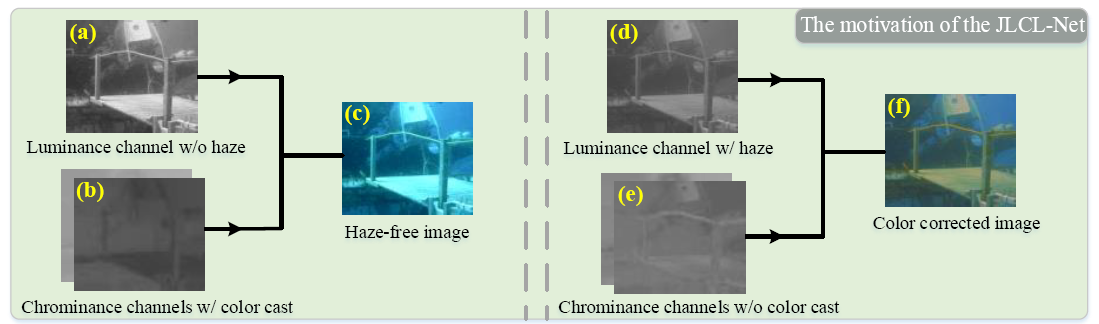 The motivation of the JLCL-Net
(a)
Luminance channel w/o haze
(b)
Chrominance channels w/ color cast
(c)
Haze-free image
(d)
Luminance channel w/ haze
(e)
Chrominance channels w/o color cast
(f)
Color corrected image